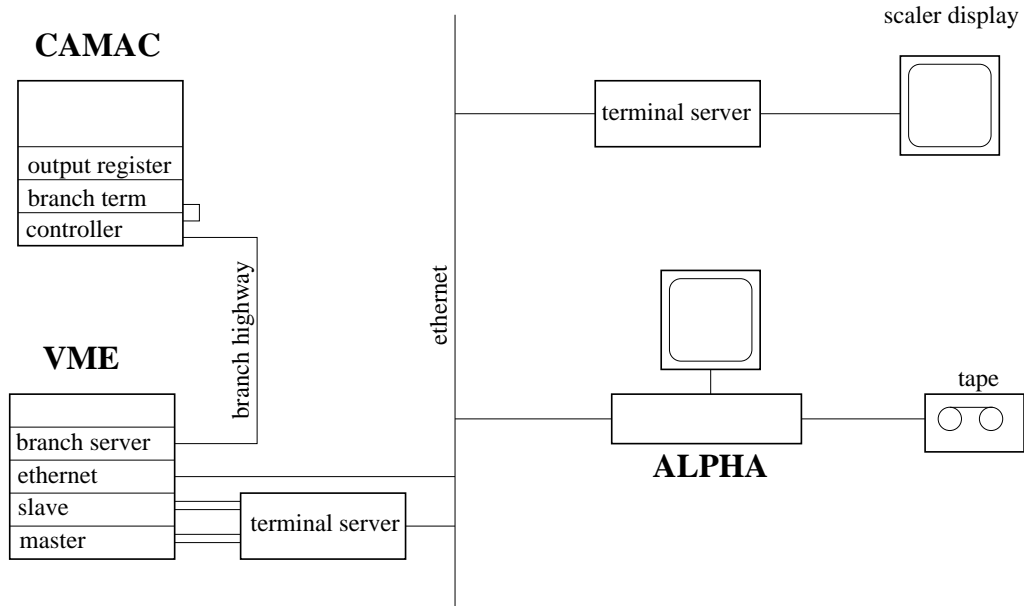 scaler display
CAMAC
terminal server
output register
branch term
controller
branch highway
ethernet
VME
tape
branch server
ethernet
slave
master
terminal server
ALPHA